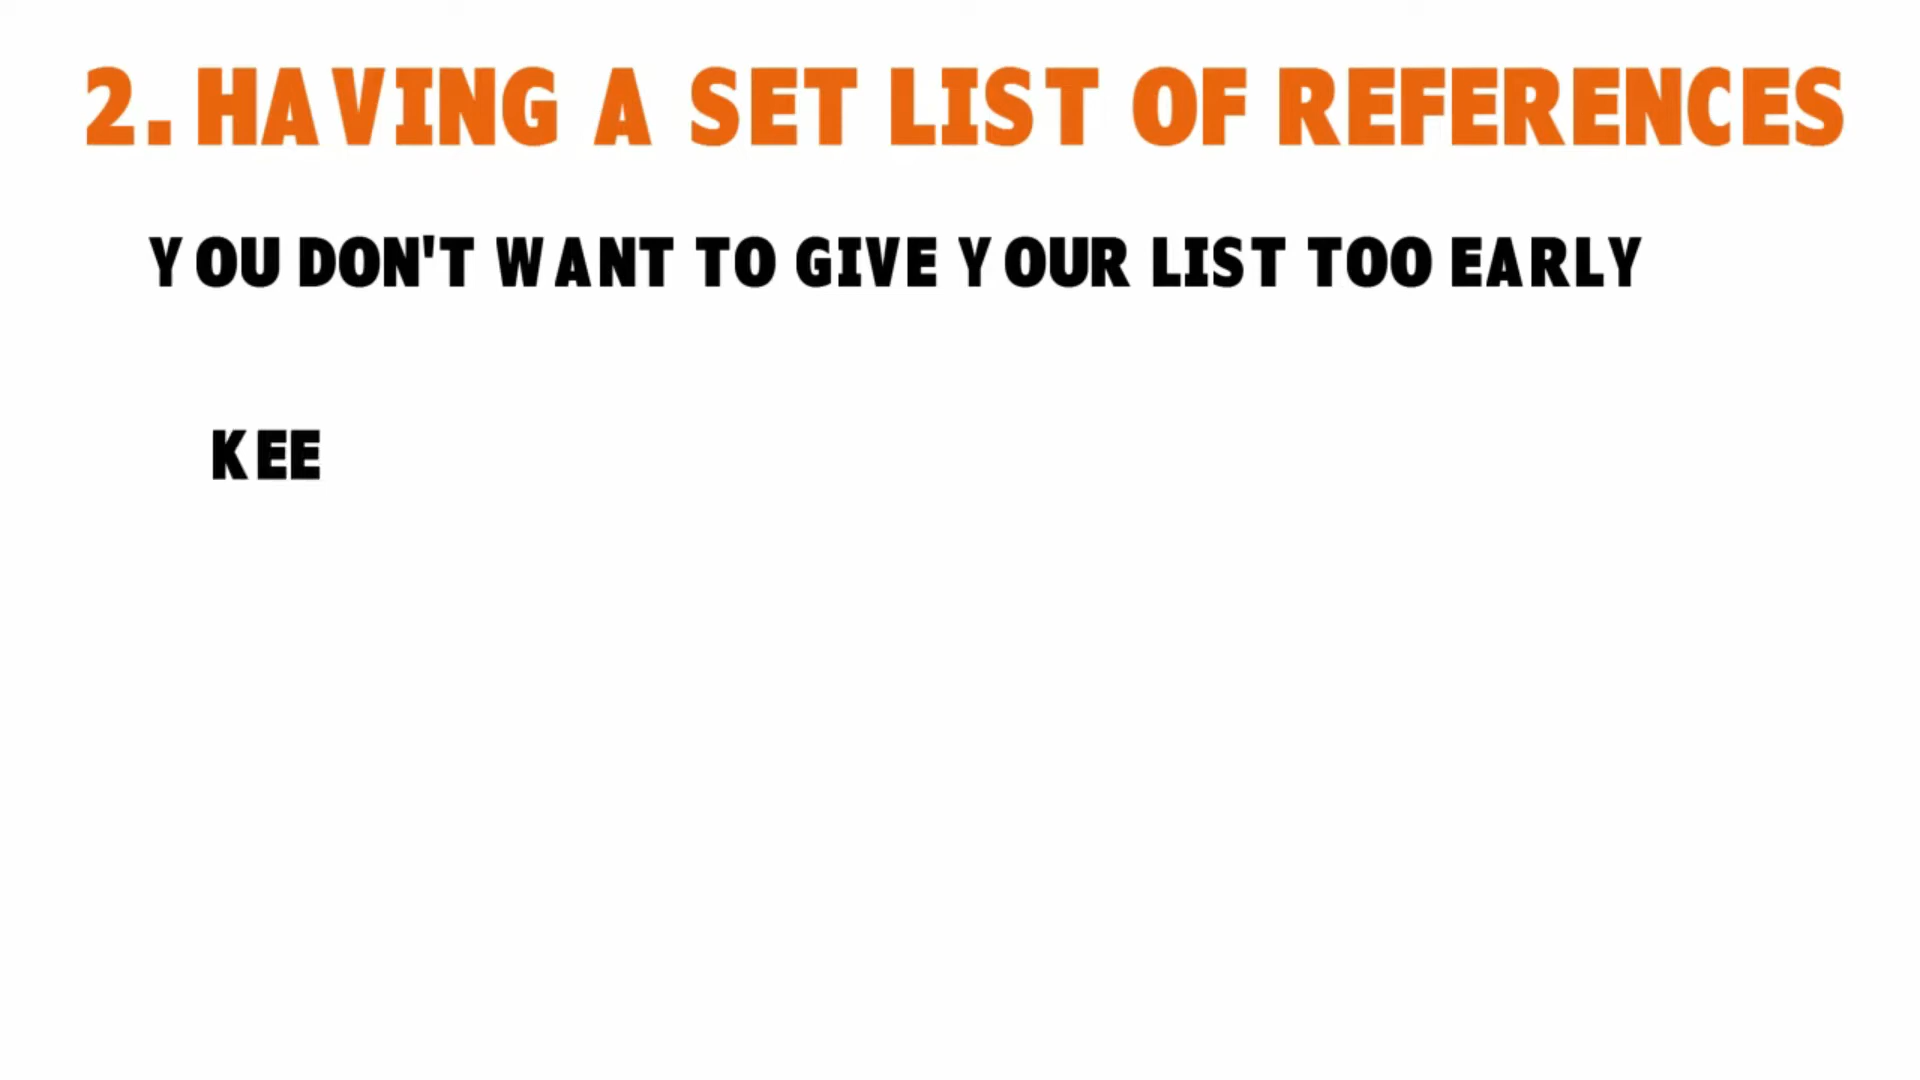 2. HAVING A SET LIST OF REFERENCES
YOU DON'T WANT TO GIVE YOUR LIST TOO EARLY
KEE